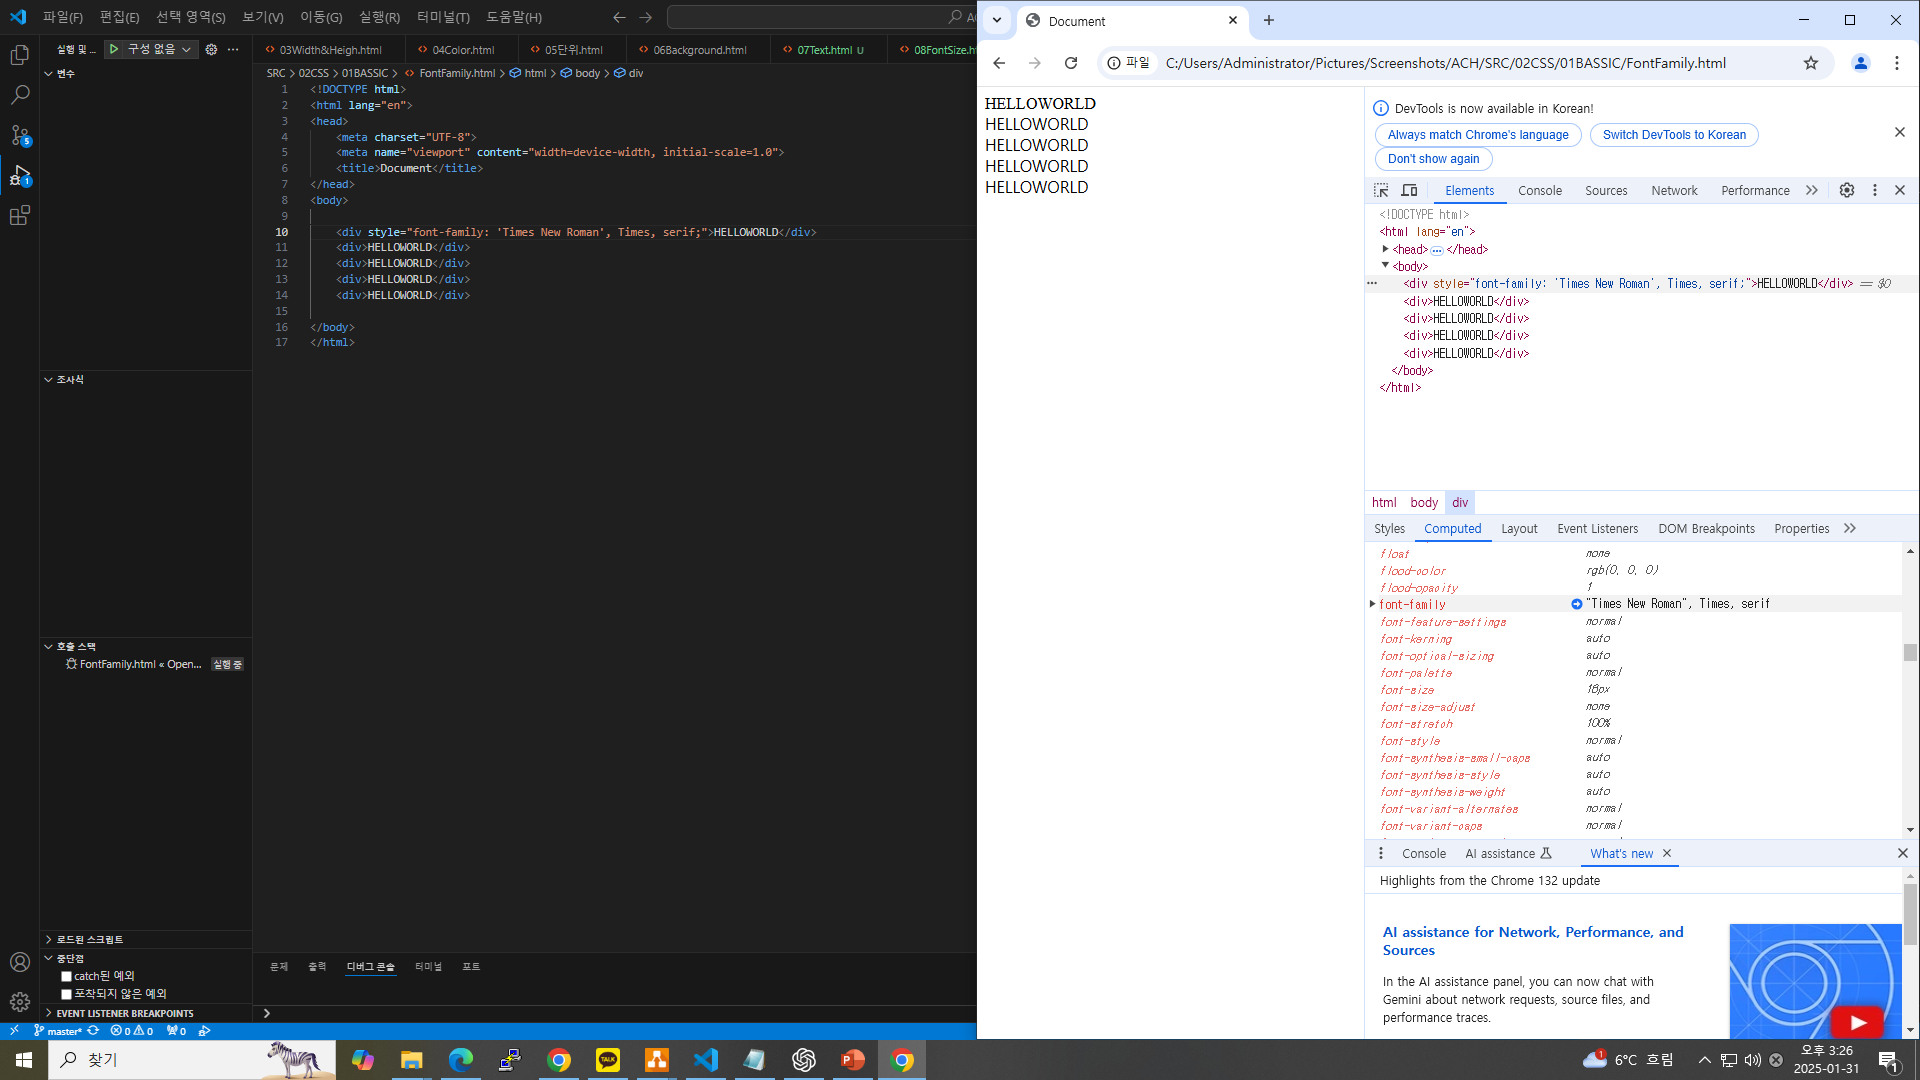 파일(F) 편집(E) 선택 영역(S) 보기(V) 이동(G) 실행(R) 터미널(T) 도움말(H)
실행 및 ... 구성 없음
변수
조사식
호출 스택
FontFamily.html « Open... 실행 중
로드된 스크립트
중단점
catch된 예외
포착되지 않은 예외
EVENT LISTENER BREAKPOINTS
03Width&Heigh.html 04Color.html 05단위.html 06Background.html 07Text.html U 08FontSize.h
SRC > 02CSS > 01BASSIC > FontFamily.html > html > body > div
1 <!DOCTYPE html>
2 <html lang="en">
3 <head>
4 <meta charset="UTF-8">
5 <meta name="viewport" content="width=device-width, initial-scale=1.0">
6 <title>Document</title>
7 </head>
8 <body>
9
10 <div style="font-family: 'Times New Roman', Times, serif;">HELLOWORLD</div>
11 <div>HELLOWORLD</div>
12 <div>HELLOWORLD</div>
13 <div>HELLOWORLD</div>
14 <div>HELLOWORLD</div>
15
16 </body>
17 </html>
문제 출력 디버그 콘솔 터미널 포트
master* 0 0 0
Document
파일 C:/Users/Administrator/Pictures/Screenshots/ACH/SRC/02CSS/01BASSIC/FontFamily.html
HELLOWORLD
HELLOWORLD
HELLOWORLD
HELLOWORLD
HELLOWORLD
DevTools is now available in Korean!
Always match Chrome's language Switch DevTools to Korean
Don't show again
Elements Console Sources Network Performance
<!DOCTYPE html>
<html lang="en">
<head> ... </head>
<body>
<div style="font-family: 'Times New Roman', Times, serif;">HELLOWORLD</div> == $0
<div>HELLOWORLD</div>
<div>HELLOWORLD</div>
<div>HELLOWORLD</div>
<div>HELLOWORLD</div>
</body>
</html>
html body div
Styles Computed Layout Event Listeners DOM Breakpoints Properties
float none
flood-color rgb(0, 0, 0)
flood-opacity 1
font-family "Times New Roman", Times, serif
font-feature-settings normal
font-kerning auto
font-optical-sizing auto
font-palette normal
font-size 16px
font-size-adjust none
font-stretch 100%
font-style normal
font-synthesis-small-caps auto
font-synthesis-style auto
font-synthesis-weight auto
font-variant-alternates normal
font-variant-caps normal
Console AI assistance What's new
Highlights from the Chrome 132 update
AI assistance for Network, Performance, and
Sources
In the AI assistance panel, you can now chat with
Gemini about network requests, source files, and
performance traces.
찾기
6°C 흐림
오후 3:26
2025-01-31